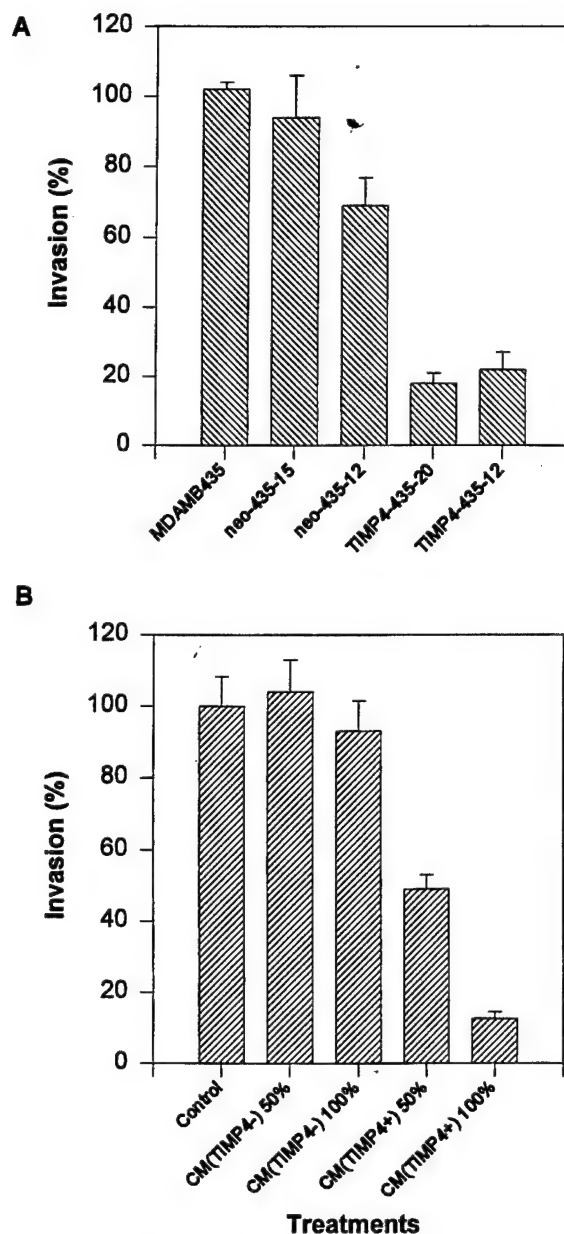 A
120
100
80
60
40
20
0
Invasion (%)
MDAMB435
neo-435-15
neo-435-12
TIMP4-435-20
TIMP4-435-12
B
120
100
80
60
40
20
0
Invasion (%)
Control
CM(TIMP4-) 50%
CM(TIMP4-) 100%
CM(TIMP4+) 50%
CM(TIMP4+) 100%
Treatments